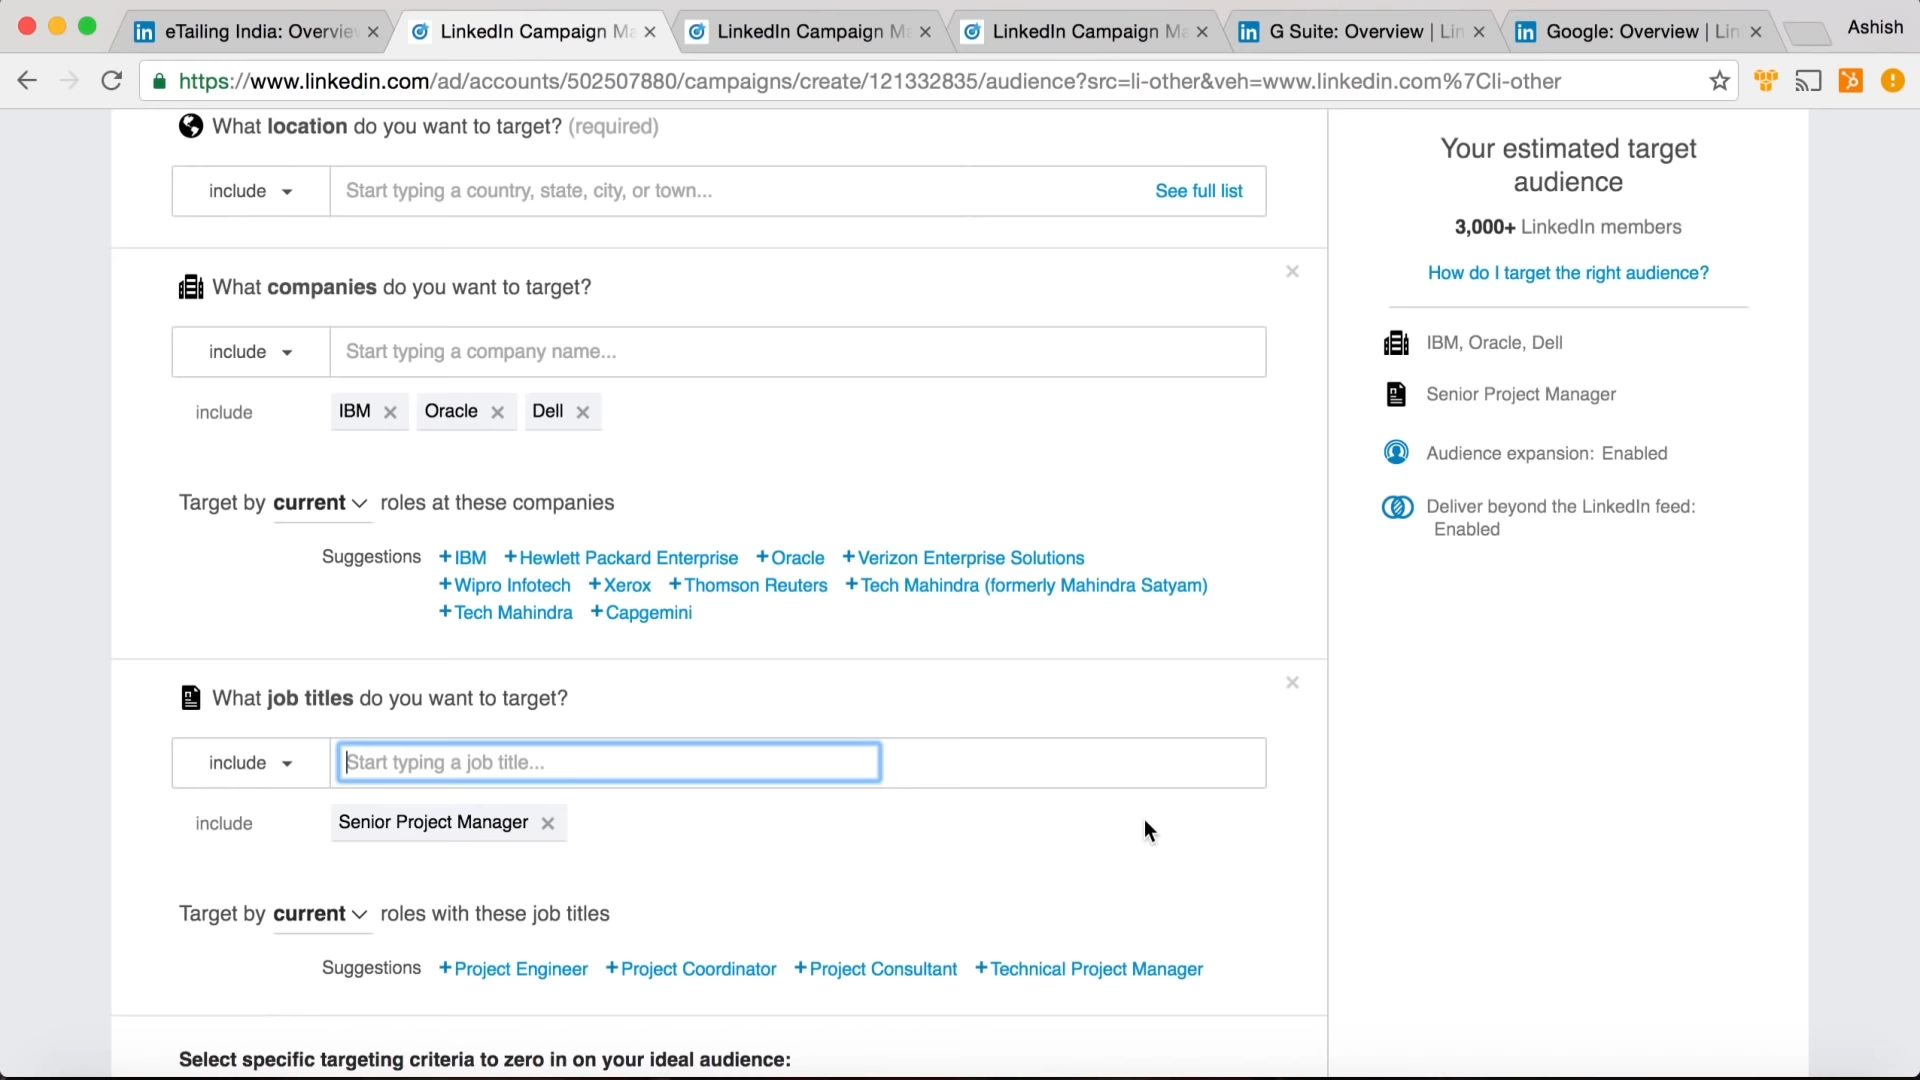 eTailing India: Overvie
LinkedIn Campaign Ma
LinkedIn Campaign Ma
LinkedIn Campaign Ma
G Suite: Overview | Lin
Google: Overview | Lin
Ashish
https://www.linkedin.com/ad/accounts/502507880/campaigns/create/121332835/audience?src=li-other&veh=www.linkedin.com%7Cli-other
What location do you want to target? (required)
include
Start typing a country, state, city, or town...
See full list
What companies do you want to target?
include
Start typing a company name...
include
IBM
Oracle
Dell
Target by current roles at these companies
Suggestions +IBM +Hewlett Packard Enterprise +Oracle +Verizon Enterprise Solutions
+Wipro Infotech +Xerox +Thomson Reuters +Tech Mahindra (formerly Mahindra Satyam)
+Tech Mahindra +Capgemini
What job titles do you want to target?
include
Start typing a job title...
include
Senior Project Manager
Target by current roles with these job titles
Suggestions +Project Engineer +Project Coordinator +Project Consultant +Technical Project Manager
Select specific targeting criteria to zero in on your ideal audience:
Your estimated target
audience
3,000+ LinkedIn members
How do I target the right audience?
IBM, Oracle, Dell
Senior Project Manager
Audience expansion: Enabled
Deliver beyond the LinkedIn feed:
Enabled